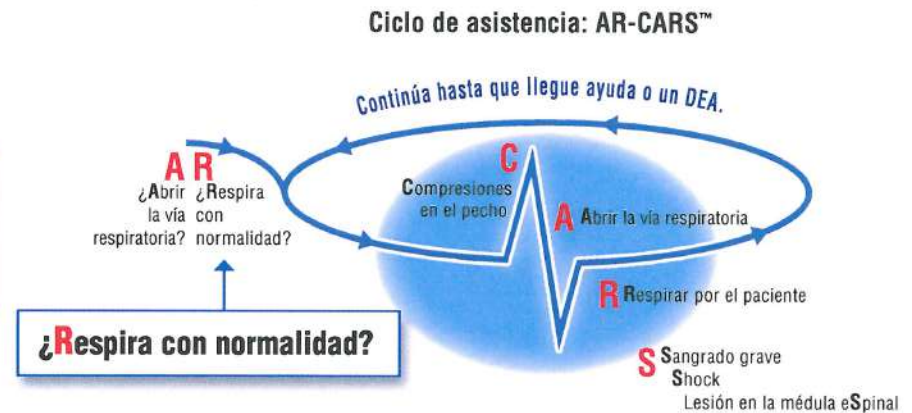 Ciclo de asistencia: AR-CARS™
Continúa hasta que llegue ayuda o un DEA.
A R
¿Abrir
la vía
respiratoria?
¿Respira
con
normalidad?
¿Respira con normalidad?
C
Compresiones
en el pecho
A Abrir la vía respiratoria
R Respirar por el paciente
S Sangrado grave
Shock
Lesión en la médula eSpinal